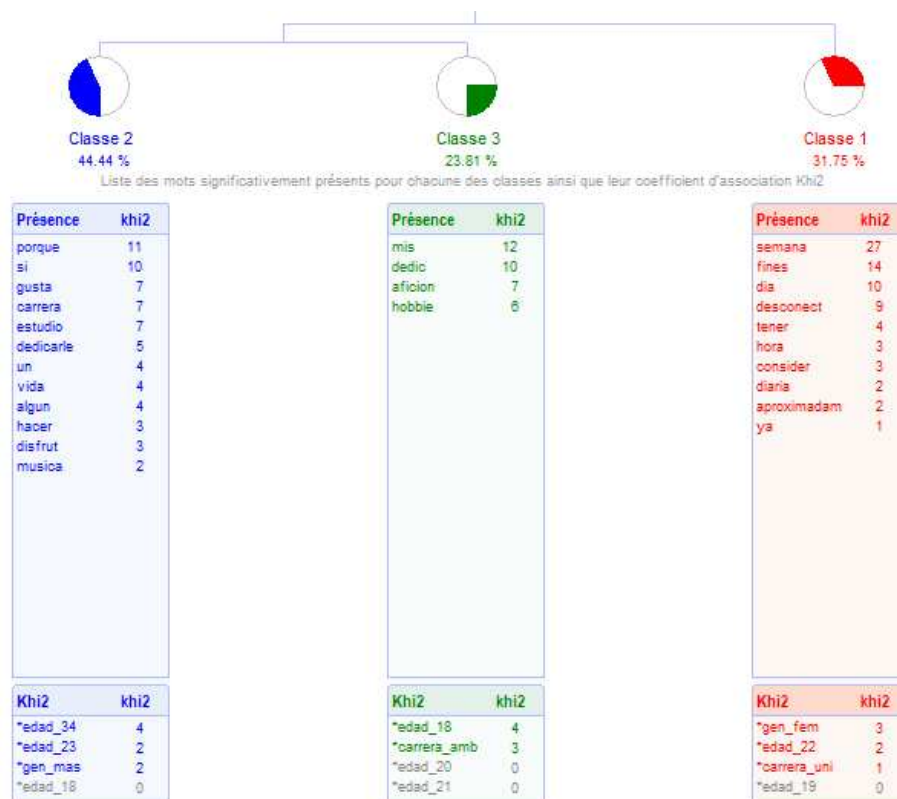 Classe 2 Classe 3 Classe 1
44.44 % 23.81 % 31.75 %
Liste des mots significativement présents pour chacune des classes ainsi que leur coefficient d'association Khi2
Présence khi2
porque 11
si 10
gusta 7
carrera 7
estudio 7
dedicarle 5
un 4
vida 4
algun 4
hacer 3
disfrut 3
musica 2
Khi2 khi2
*edad_34 4
*edad_23 2
*gen_mas 2
*edad_18 0
Présence khi2
mis 12
dedic 10
aficion 7
hobbie 6
Khi2 khi2
*edad_18 4
*carrera_amb 3
*edad_20 0
*edad_21 0
Présence khi2
semana 27
fines 14
dia 10
desconect 9
tener 4
hora 3
consider 3
diaria 2
aproximadam 2
ya 1
Khi2 khi2
*gen_fem 3
*edad_22 2
*carrera_uni 1
*edad_19 0